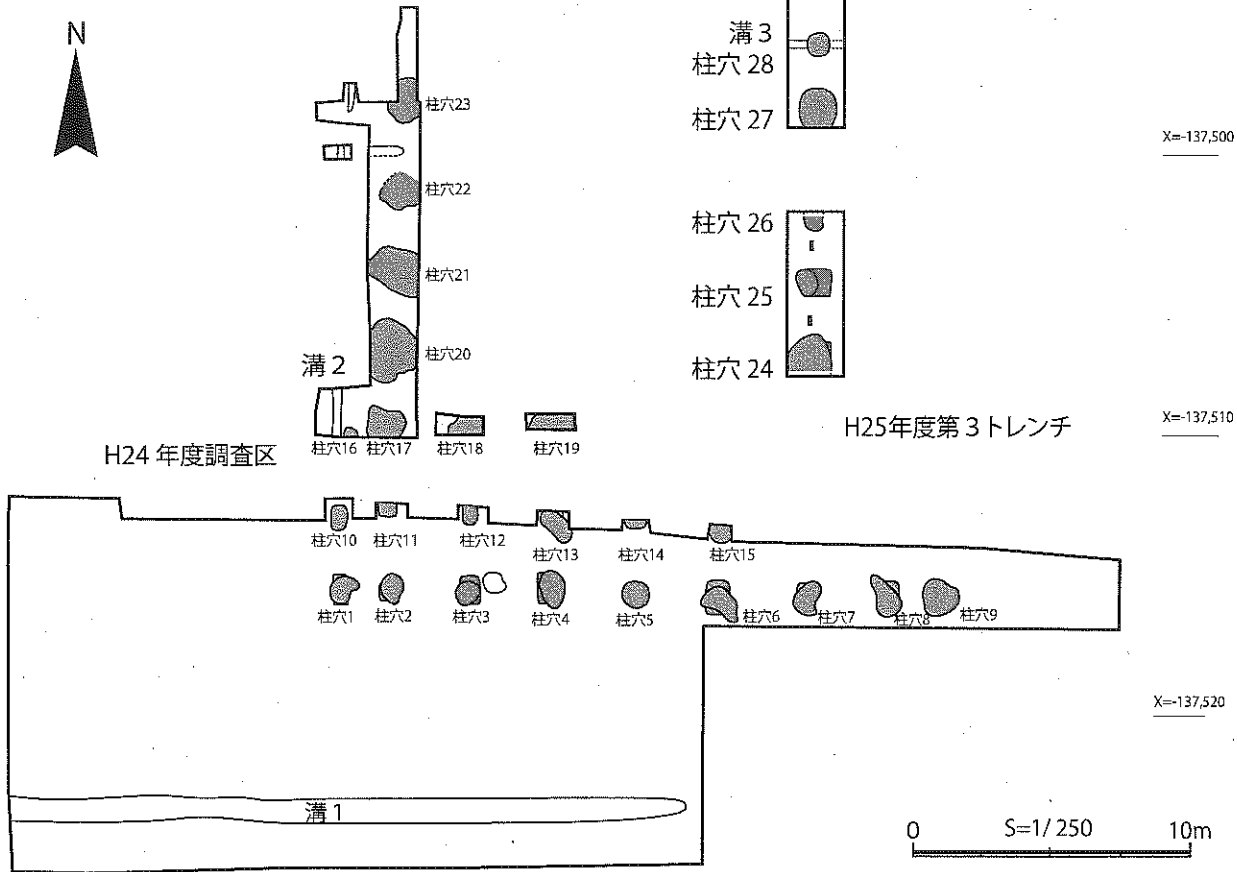 N
溝3
柱穴 28
柱穴23
柱穴 27
X=-137,500
柱穴22
柱穴 26
柱穴21
柱穴 25
柱穴20
溝2
柱穴 24
H24 年度調査区
柱穴16 柱穴17 柱穴18 柱穴19
H25年度第3トレンチ
X=-137,510
柱穴10 柱穴11 柱穴12 柱穴13 柱穴14 柱穴15
柱穴1 柱穴2 柱穴3 柱穴4 柱穴5 柱穴6 柱穴7 柱穴8 柱穴9
X=-137,520
溝1
0 S=1/250 10m